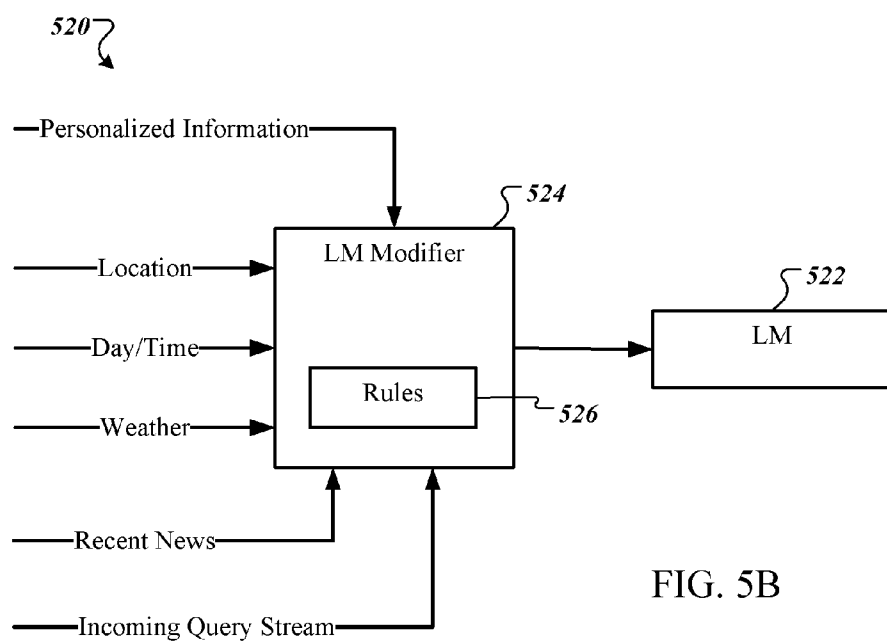 520
Personalized Information
524
LM Modifier
Location
522
LM
Day/Time
Rules
526
Weather
Recent News
FIG. 5B
Incoming Query Stream